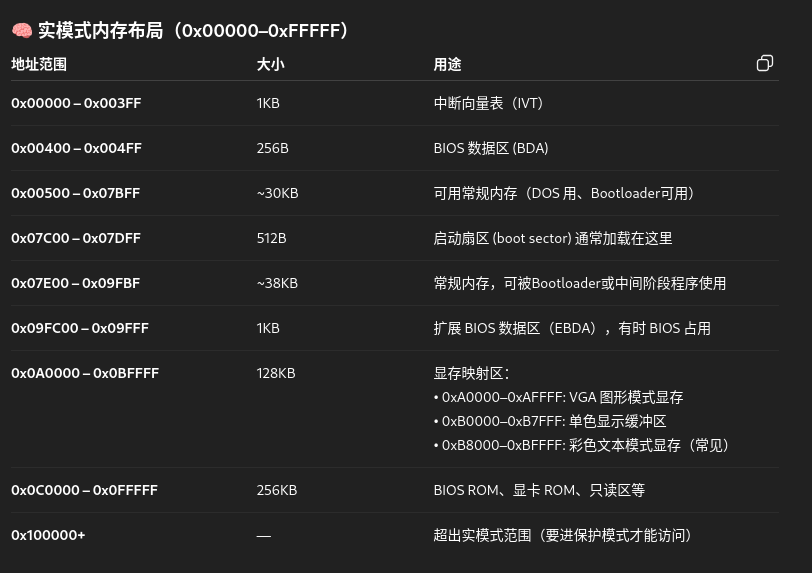 🧠 实模式内存布局（0x00000–0xFFFFF）
地址范围 大小 用途
0x00000 – 0x003FF 1KB 中断向量表（IVT）
0x00400 – 0x004FF 256B BIOS 数据区 (BDA)
0x00500 – 0x07BFF ~30KB 可用常规内存（DOS 用、Bootloader可用）
0x07C00 – 0x07DFF 512B 启动扇区 (boot sector) 通常加载在这里
0x07E00 – 0x09FBF ~38KB 常规内存，可被Bootloader或中间阶段程序使用
0x09FC00 – 0x09FFF 1KB 扩展 BIOS 数据区（EBDA），有时 BIOS 占用
0x0A0000 – 0x0BFFFF 128KB 显存映射区：
• 0xA0000–0xAFFFF: VGA 图形模式显存
• 0xB0000–0xB7FFF: 单色显示缓冲区
• 0xB8000–0xBFFFF: 彩色文本模式显存（常见）
0x0C0000 – 0x0FFFFF 256KB BIOS ROM、显卡 ROM、只读区等
0x100000+ — 超出实模式范围（要进保护模式才能访问）